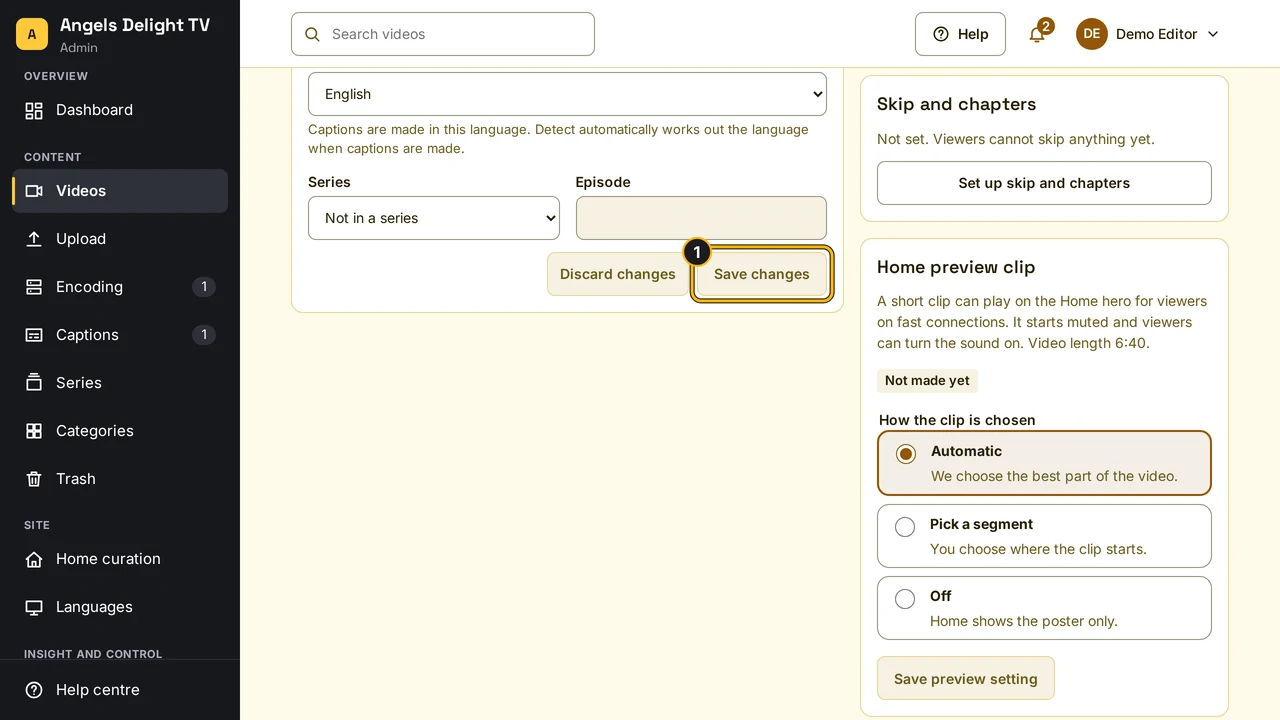 A
Angels Delight TV
Admin
OVERVIEW
Dashboard
CONTENT
Videos
Upload
Encoding
1
Captions
1
Series
Categories
Trash
SITE
Home curation
Languages
INSIGHT AND CONTROL
Help centre
Search videos
Help
2
DE
Demo Editor
English
Captions are made in this language. Detect automatically works out the language
when captions are made.
Series
Episode
Not in a series
Discard changes
1
Save changes
Skip and chapters
Not set. Viewers cannot skip anything yet.
Set up skip and chapters
Home preview clip
A short clip can play on the Home hero for viewers
on fast connections. It starts muted and viewers
can turn the sound on. Video length 6:40.
Not made yet
How the clip is chosen
Automatic
We choose the best part of the video.
Pick a segment
You choose where the clip starts.
Off
Home shows the poster only.
Save preview setting